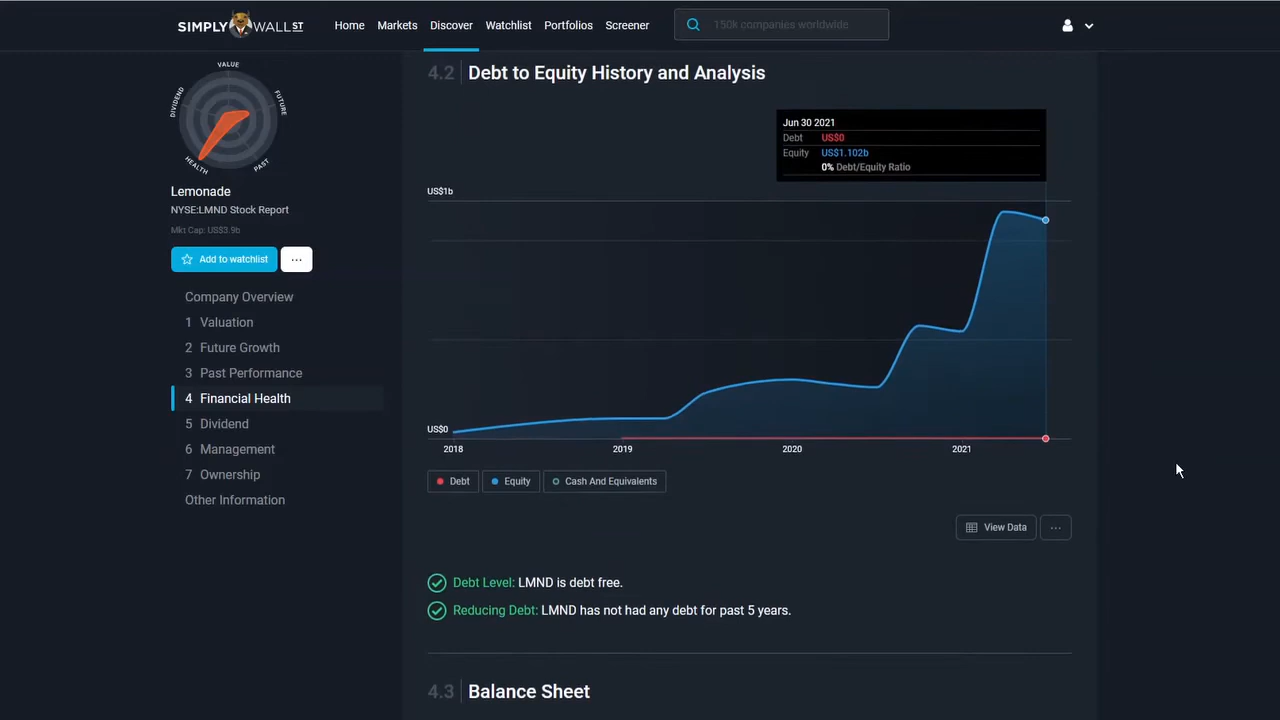 SIMPLY WALL ST
Home Markets Discover Watchlist Portfolios Screener
150k companies worldwide
VALUE
FUTURE
PAST
HEALTH
DIVIDEND
Lemonade
NYSE:LMND Stock Report
Mkt Cap: US$3.9b
Add to watchlist
...
Company Overview
1 Valuation
2 Future Growth
3 Past Performance
4 Financial Health
5 Dividend
6 Management
7 Ownership
Other Information
4.2 Debt to Equity History and Analysis
Jun 30 2021
Debt US$0
Equity US$1.102b
0% Debt/Equity Ratio
US$1b
US$0
2018 2019 2020 2021
Debt Equity Cash And Equivalents
View Data ...
Debt Level: LMND is debt free.
Reducing Debt: LMND has not had any debt for past 5 years.
4.3 Balance Sheet